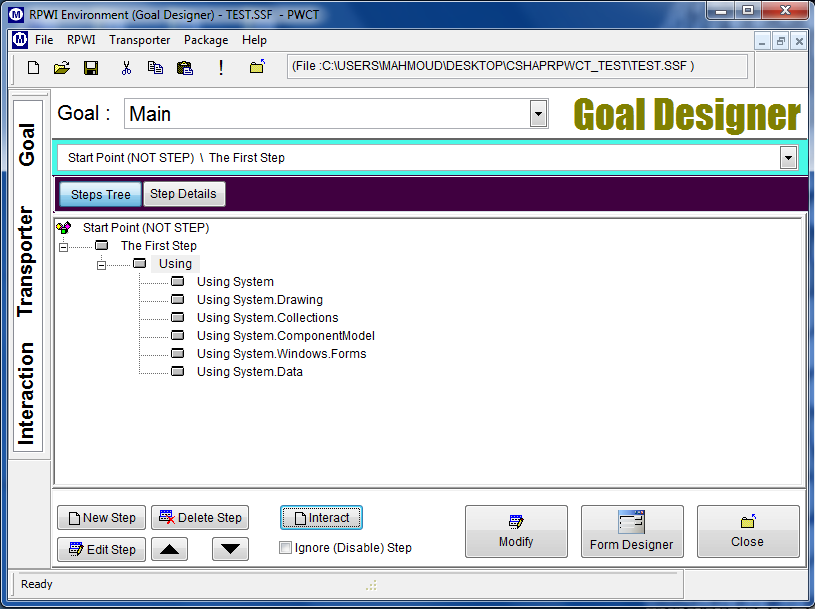 RPWI Environment (Goal Designer) - TEST.SSF - PWCT
File RPWI Transporter Package Help
(File :C:\USERS\MAHMOUD\DESKTOP\CSHAPRPWCT_TEST\TEST.SSF )
Goal
Transporter
Interaction
Goal : Main
Goal Designer
Start Point (NOT STEP) \ The First Step
Steps Tree Step Details
Start Point (NOT STEP)
The First Step
Using
Using System
Using System.Drawing
Using System.Collections
Using System.ComponentModel
Using System.Windows.Forms
Using System.Data
New Step Delete Step Interact
Edit Step Ignore (Disable) Step
Modify Form Designer Close
Ready